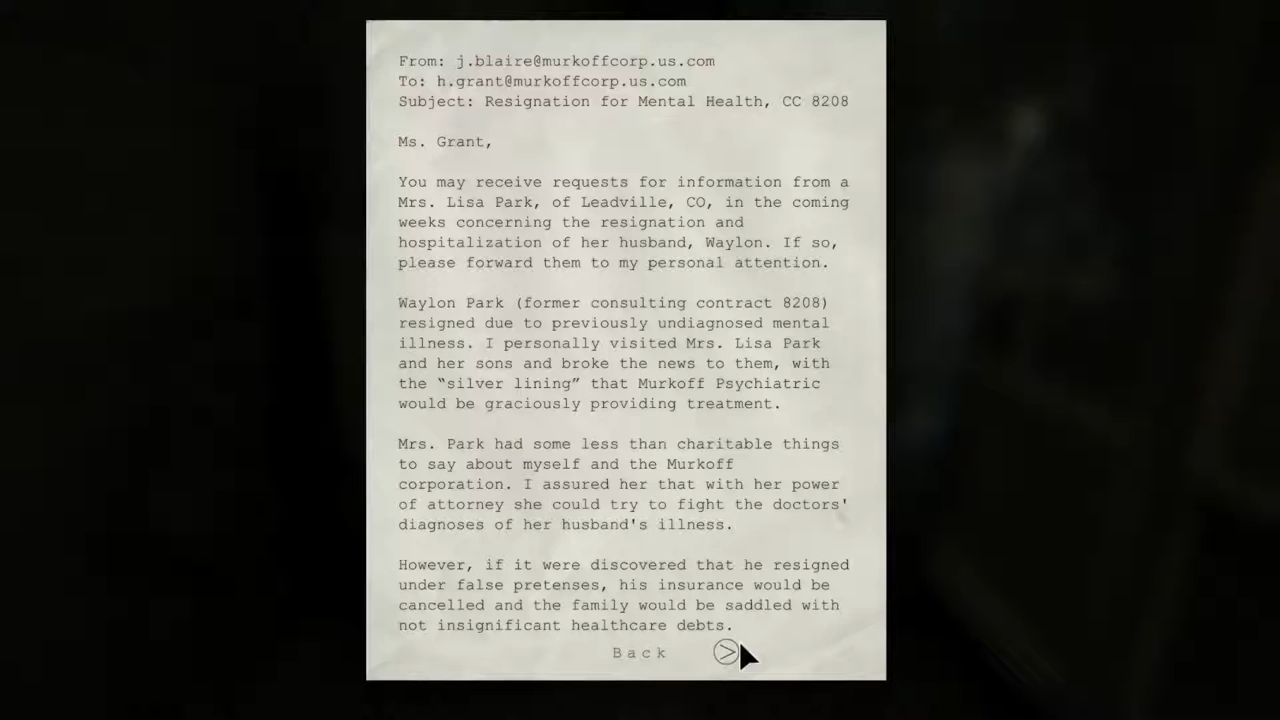 From: j.blaire@murkoffcorp.us.com
To: h.grant@murkoffcorp.us.com
Subject: Resignation for Mental Health, CC 8208
Ms. Grant,
You may receive requests for information from a
Mrs. Lisa Park, of Leadville, CO, in the coming
weeks concerning the resignation and
hospitalization of her husband, Waylon. If so,
please forward them to my personal attention.
Waylon Park (former consulting contract 8208)
resigned due to previously undiagnosed mental
illness. I personally visited Mrs. Lisa Park
and her sons and broke the news to them, with
the “silver lining” that Murkoff Psychiatric
would be graciously providing treatment.
Mrs. Park had some less than charitable things
to say about myself and the Murkoff
corporation. I assured her that with her power
of attorney she could try to fight the doctors'
diagnoses of her husband's illness.
However, if it were discovered that he resigned
under false pretenses, his insurance would be
cancelled and the family would be saddled with
not insignificant healthcare debts.
Back >